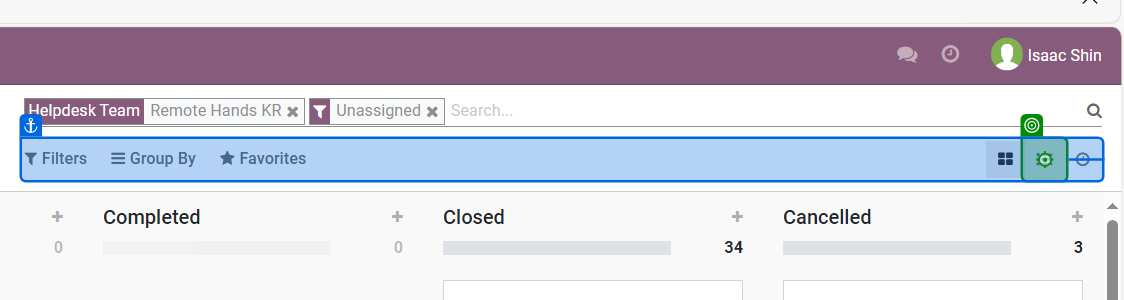 Isaac Shin
Helpdesk Team Remote Hands KR Unassigned Search...
Filters Group By Favorites
Completed Closed Cancelled
0 0 34 3